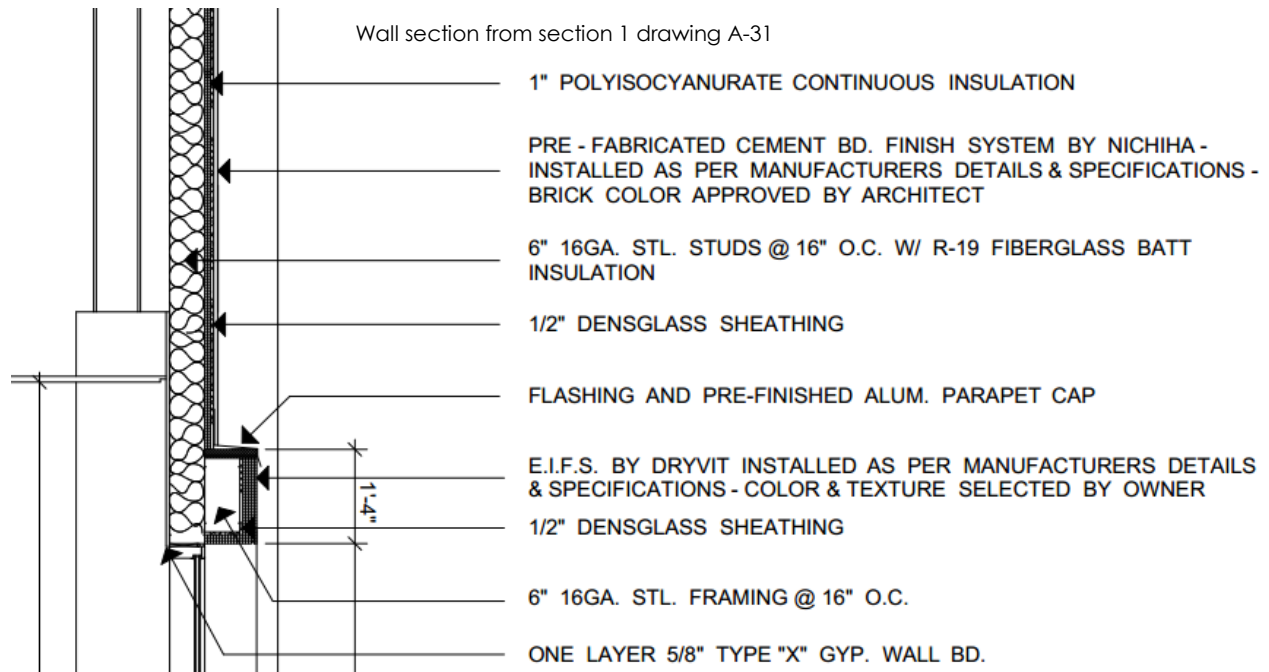 Wall section from section 1 drawing A-31
1" POLYISOCYANURATE CONTINUOUS INSULATION
PRE - FABRICATED CEMENT BD. FINISH SYSTEM BY NICHIHA -
INSTALLED AS PER MANUFACTURERS DETAILS & SPECIFICATIONS -
BRICK COLOR APPROVED BY ARCHITECT
6" 16GA. STL. STUDS @ 16" O.C. W/ R-19 FIBERGLASS BATT
INSULATION
1/2" DENSGLASS SHEATHING
FLASHING AND PRE-FINISHED ALUM. PARAPET CAP
E.I.F.S. BY DRYVIT INSTALLED AS PER MANUFACTURERS DETAILS
& SPECIFICATIONS - COLOR & TEXTURE SELECTED BY OWNER
1'-4"
1/2" DENSGLASS SHEATHING
6" 16GA. STL. FRAMING @ 16" O.C.
ONE LAYER 5/8" TYPE "X" GYP. WALL BD.